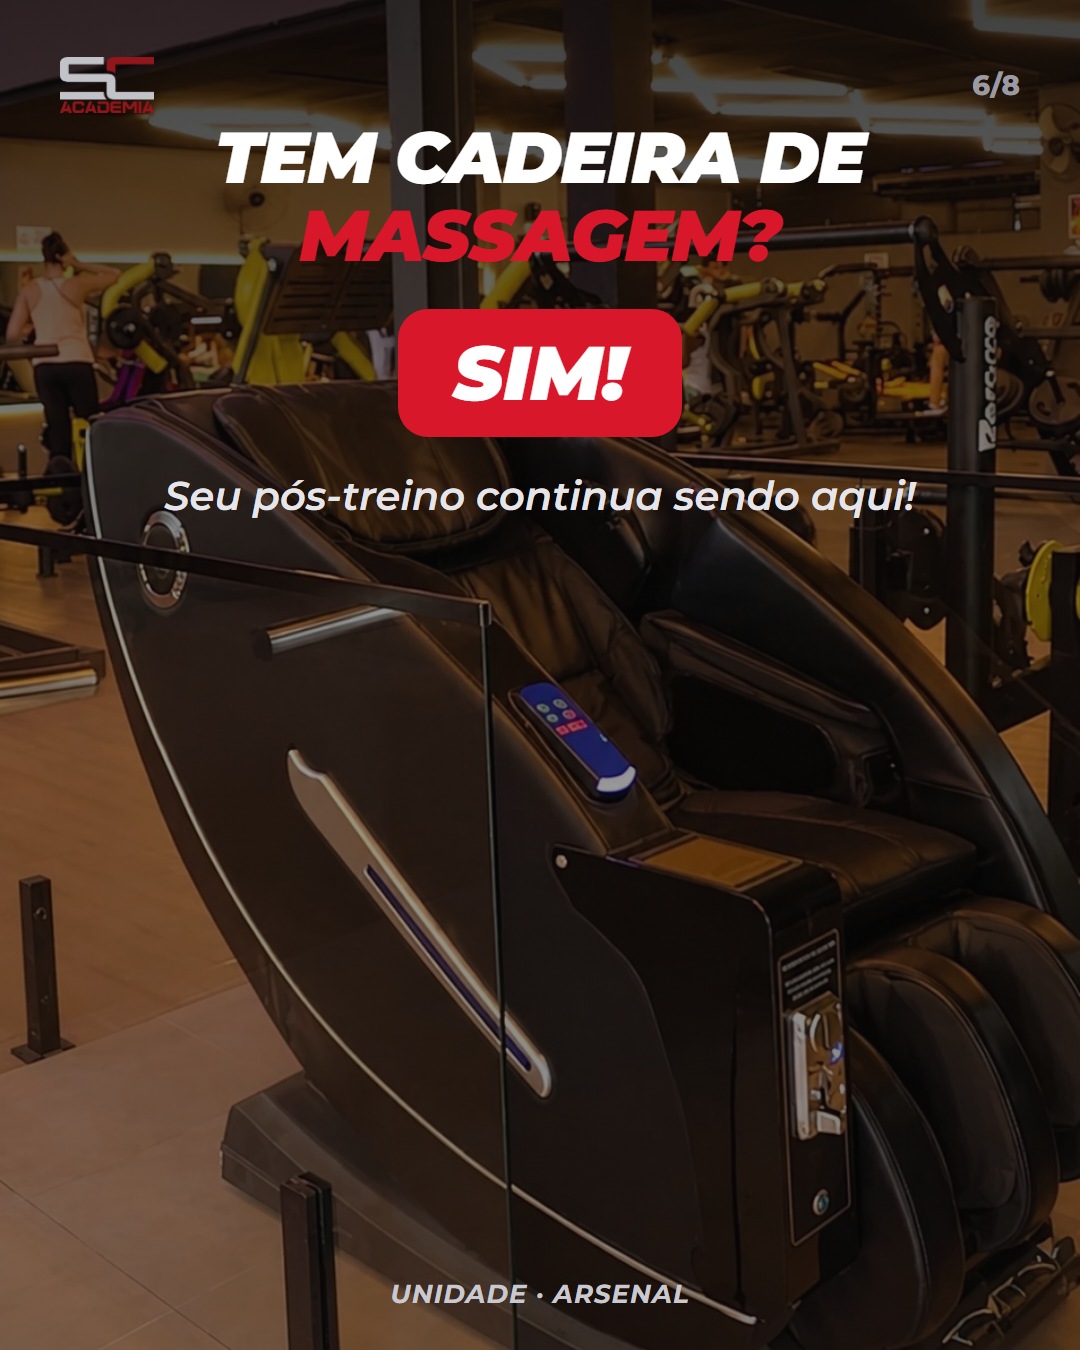 SC
ACADEMIA
6/8
TEM CADEIRA DE
MASSAGEM?
SIM!
Seu pós-treino continua sendo aqui!
UNIDADE · ARSENAL